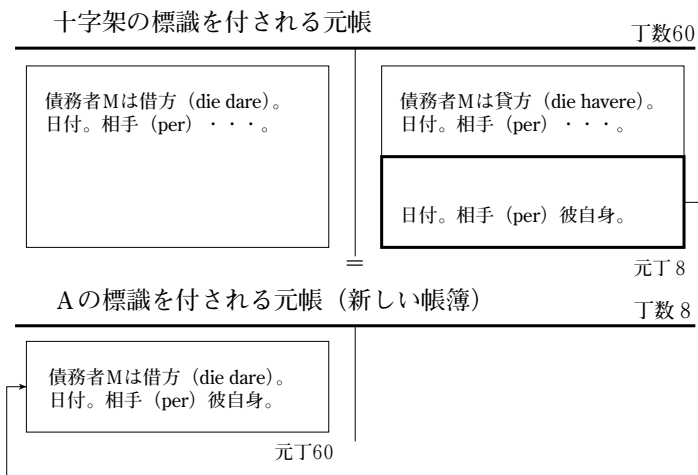 十字架の標識を付される元帳
丁数60
債務者Mは借方（die dare）。
日付。相手（per）・・・。
債務者Mは貸方（die havere）。
日付。相手（per）・・・。
日付。相手（per）彼自身。
＝
元丁8
Aの標識を付される元帳（新しい帳簿）
丁数8
債務者Mは借方（die dare）。
日付。相手（per）彼自身。
元丁60